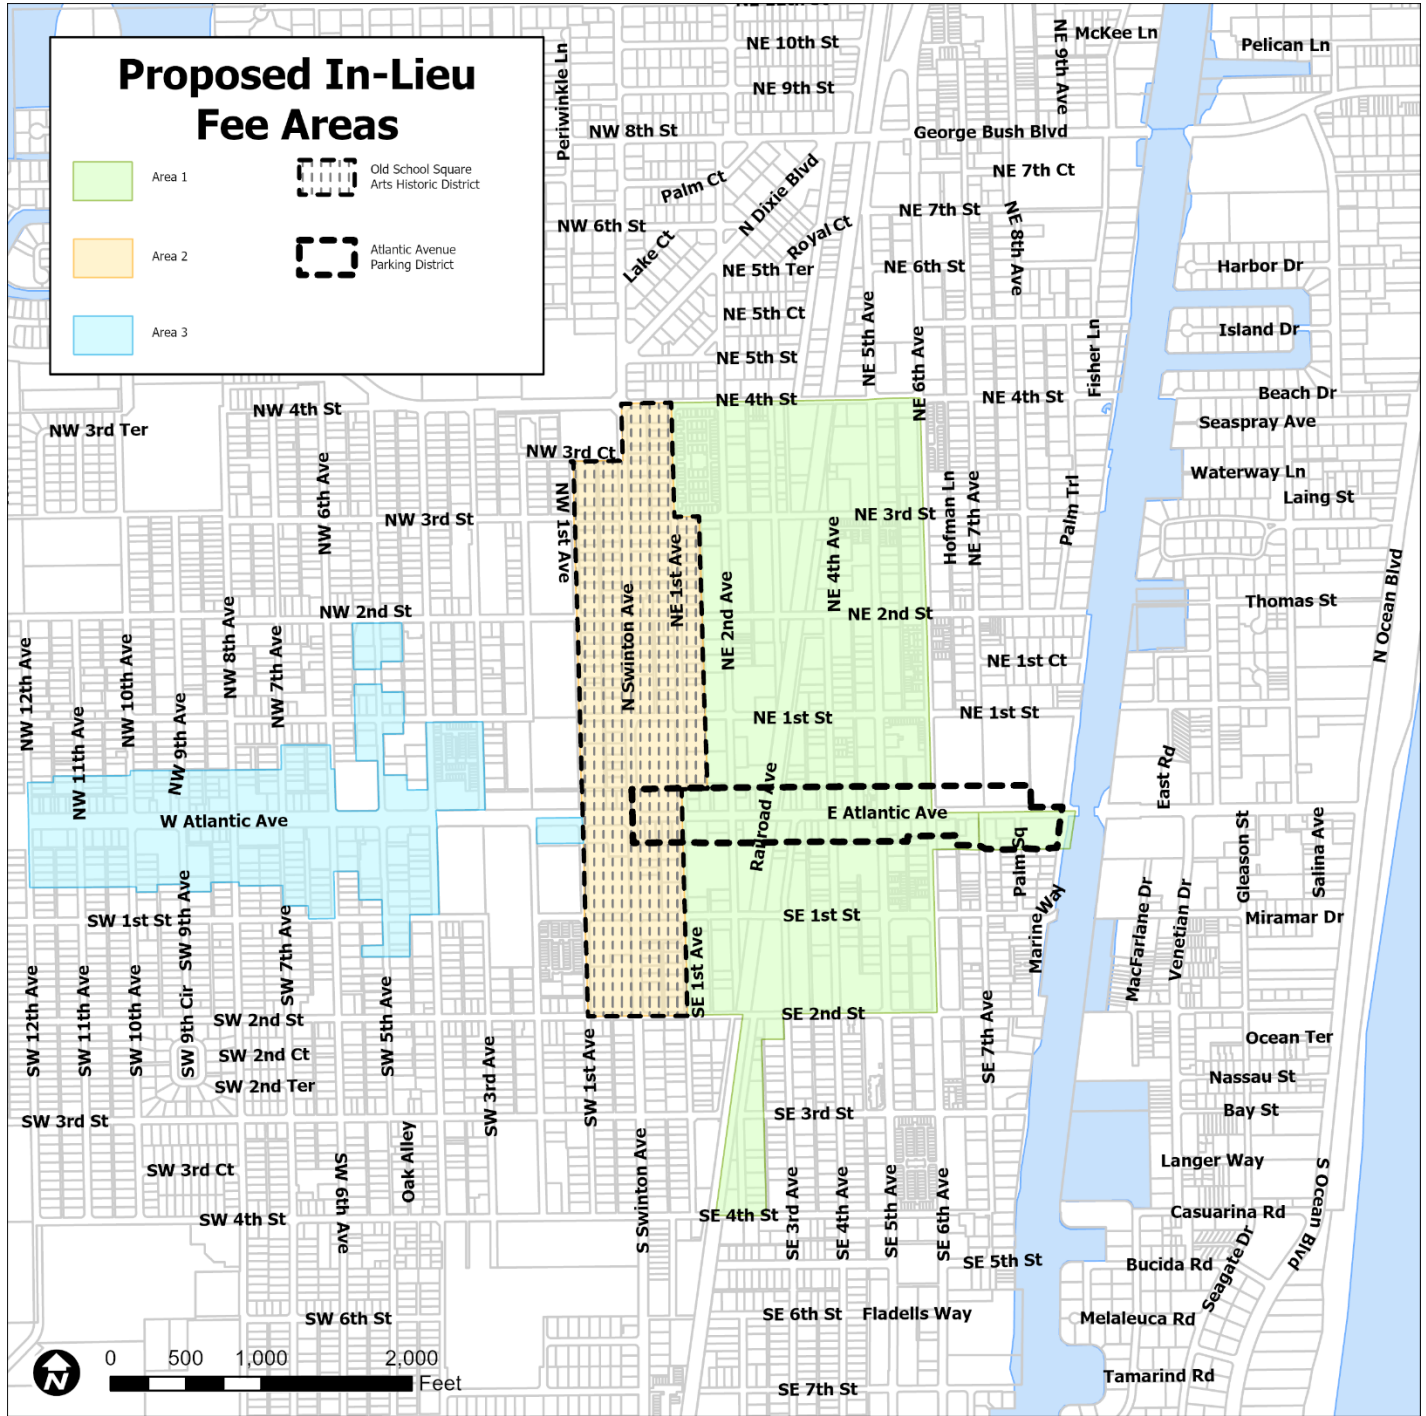 Proposed In-Lieu
Fee Areas
Area 1
Old School Square
Arts Historic District
Area 2
Atlantic Avenue
Parking District
Area 3
NE 10th St
McKee Ln
Pelican Ln
NE 9th Ave
Periwinkle Ln
NE 9th St
NW 8th St
George Bush Blvd
NE 7th Ct
Palm Ct
N Dixie Blvd
NE 7th St
NE 8th Ave
NW 6th St
Royal Ct
Lake Ct
NE 5th Ter
NE 6th St
Harbor Dr
NE 5th Ct
NE 5th Ave
Island Dr
NE 5th St
NE 6th Ave
Fisher Ln
NW 4th St
NE 4th St
NE 4th St
Beach Dr
NW 3rd Ter
Seaspray Ave
NW 3rd Ct
Waterway Ln
Laing St
NW 6th Ave
NW 3rd St
NW 1st Ave
NE 3rd St
Hofman Ln
NE 7th Ave
Palm Trl
NE 1st Ave
NE 4th Ave
N Ocean Blvd
NW 2nd St
N Swinton Ave
NE 2nd Ave
NE 2nd St
Thomas St
NW 12th Ave
NW 10th Ave
NW 8th Ave
NW 7th Ave
NE 1st Ct
NW 11th Ave
NW 9th Ave
NE 1st St
NE 1st St
East Rd
W Atlantic Ave
Railroad Ave
E Atlantic Ave
Palm Sq
Gleason St
Salina Ave
SW 1st St
SW 9th Ave
SW 7th Ave
SE 1st St
Marine Way
MacFarlane Dr
Venetian Dr
Miramar Dr
SW 12th Ave
SW 11th Ave
SW 10th Ave
SW 9th Cir
SW 2nd St
SW 5th Ave
SE 1st Ave
SE 2nd St
SE 7th Ave
Ocean Ter
SW 2nd Ct
SW 2nd Ter
SW 3rd Ave
SW 1st Ave
Nassau St
SW 3rd St
SE 3rd St
Bay St
SW 3rd Ct
SW 6th Ave
Oak Alley
S Swinton Ave
SE 3rd Ave
SE 4th Ave
SE 5th Ave
SE 6th Ave
Langer Way
S Ocean Blvd
SW 4th St
SE 4th St
Casuarina Rd
SE 5th St
Bucida Rd
Seagate Dr
SW 6th St
SE 6th St
Fladells Way
Melaleuca Rd
N
0 500 1,000 2,000
Feet
SE 7th St
Tamarind Rd